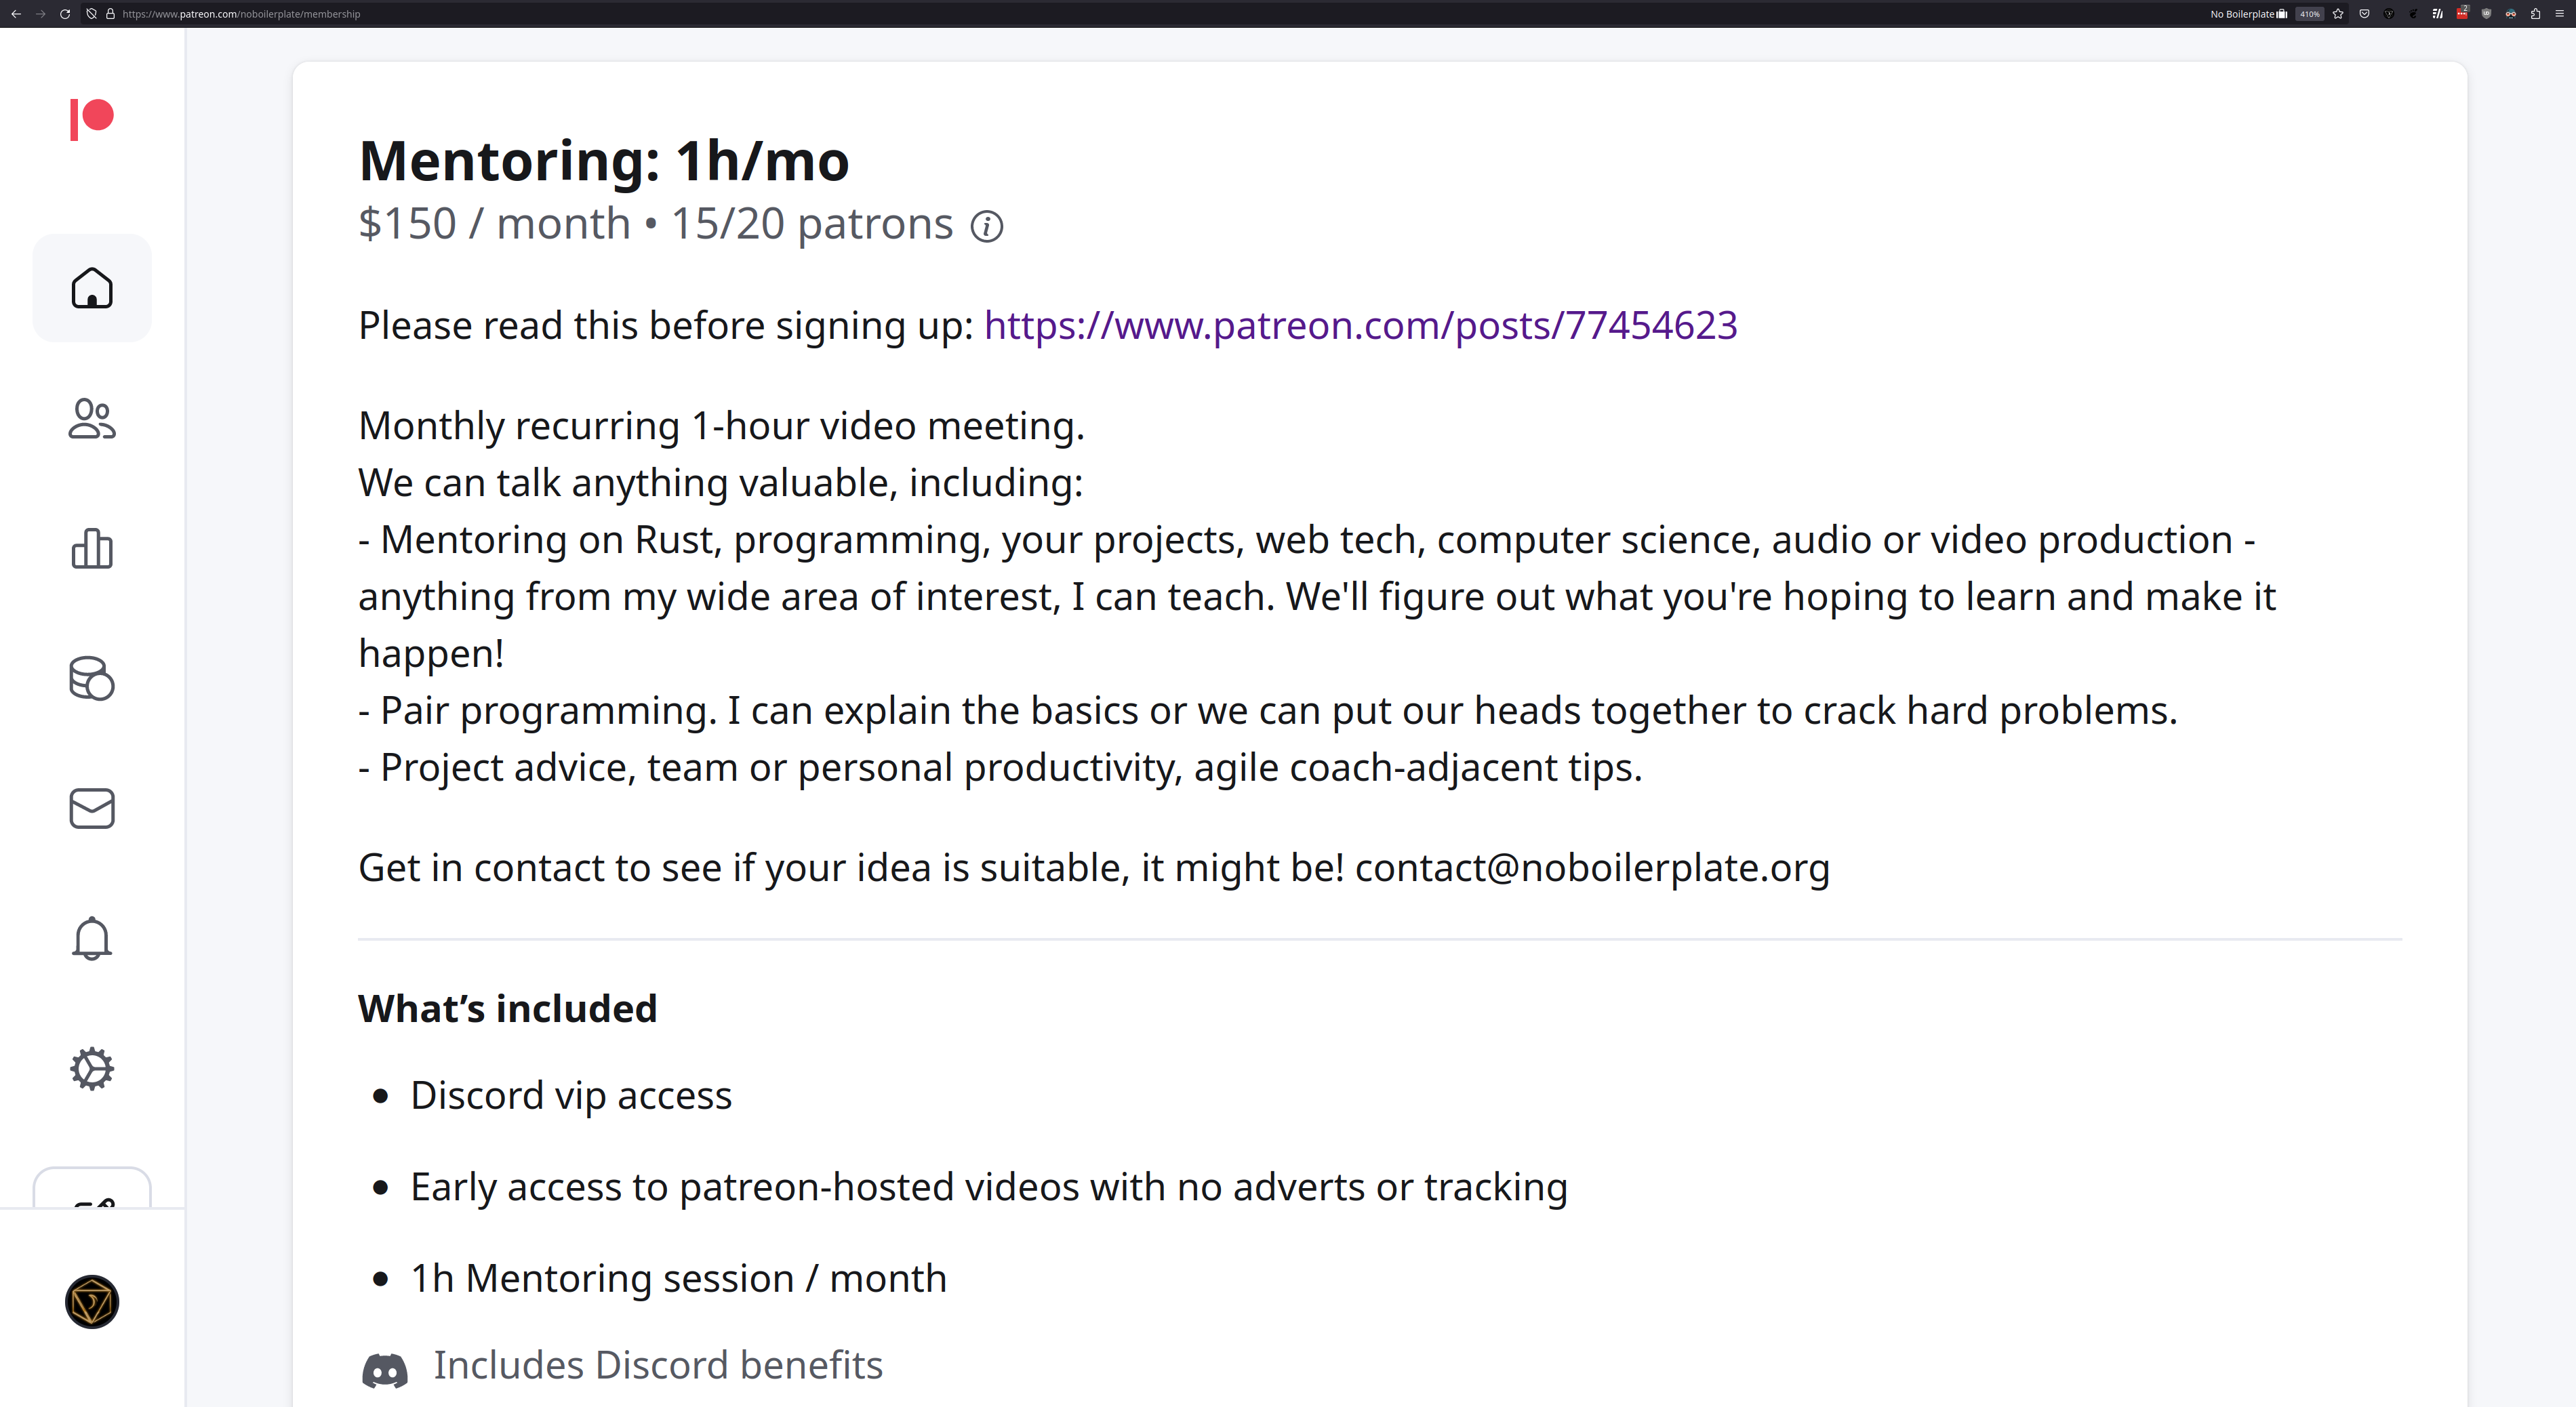 https://www.patreon.com/noboilerplate/membership
No Boilerplate
410%
2
Mentoring: 1h/mo
$150 / month • 15/20 patrons
Please read this before signing up: https://www.patreon.com/posts/77454623
Monthly recurring 1-hour video meeting.
We can talk anything valuable, including:
- Mentoring on Rust, programming, your projects, web tech, computer science, audio or video production -
anything from my wide area of interest, I can teach. We'll figure out what you're hoping to learn and make it
happen!
- Pair programming. I can explain the basics or we can put our heads together to crack hard problems.
- Project advice, team or personal productivity, agile coach-adjacent tips.
Get in contact to see if your idea is suitable, it might be! contact@noboilerplate.org
What’s included
• Discord vip access
• Early access to patreon-hosted videos with no adverts or tracking
• 1h Mentoring session / month
Includes Discord benefits